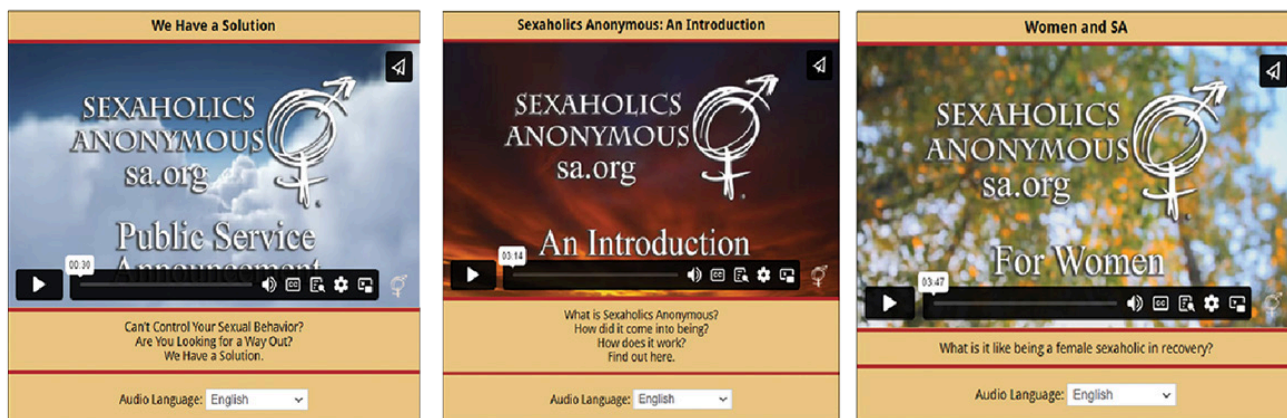 We Have a Solution
SEXAHOLICS
ANONYMOUS
sa.org
®
Public Service
Announcement
00:30
CC
Can't Control Your Sexual Behavior?
Are You Looking for a Way Out?
We Have a Solution.
Audio Language: English
Sexaholics Anonymous: An Introduction
SEXAHOLICS
ANONYMOUS
sa.org
®
An Introduction
03:14
CC
What is Sexaholics Anonymous?
How did it come into being?
How does it work?
Find out here.
Audio Language: English
Women and SA
SEXAHOLICS
ANONYMOUS
sa.org
®
For Women
03:47
CC
What is it like being a female sexaholic in recovery?
Audio Language: English